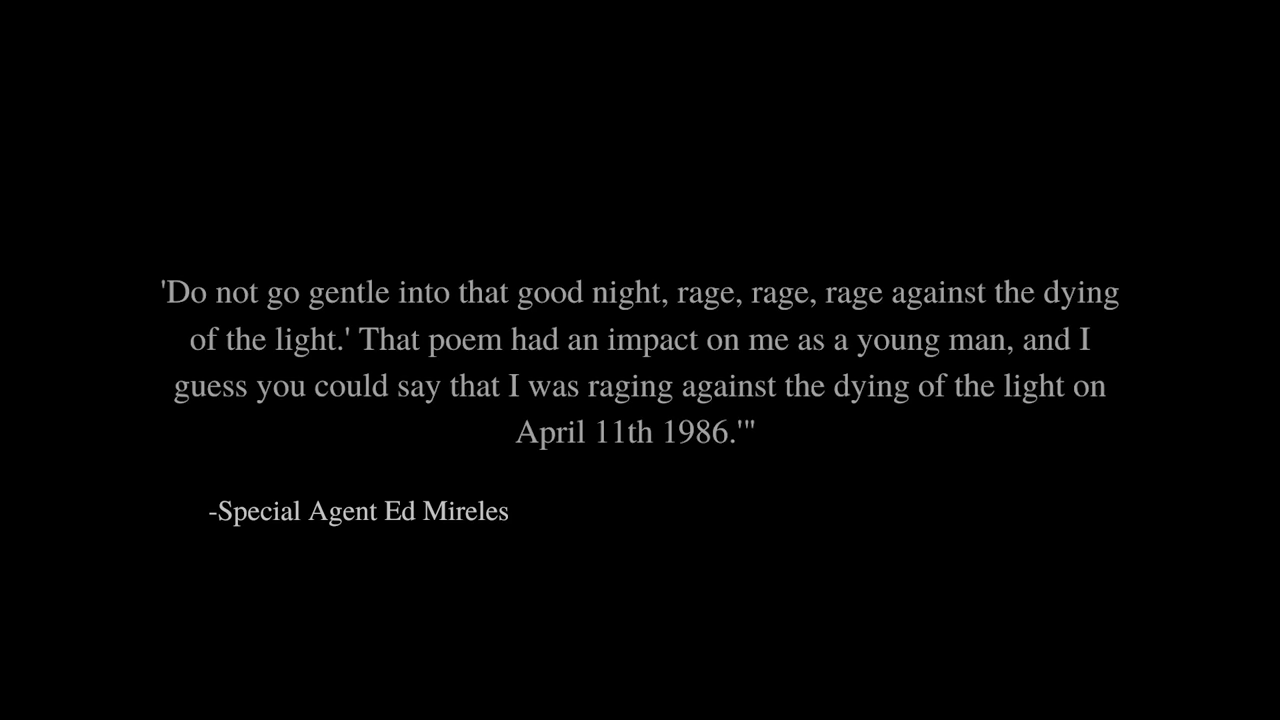 'Do not go gentle into that good night, rage, rage, rage against the dying
of the light.' That poem had an impact on me as a young man, and I
guess you could say that I was raging against the dying of the light on
April 11th 1986.'"
-Special Agent Ed Mireles